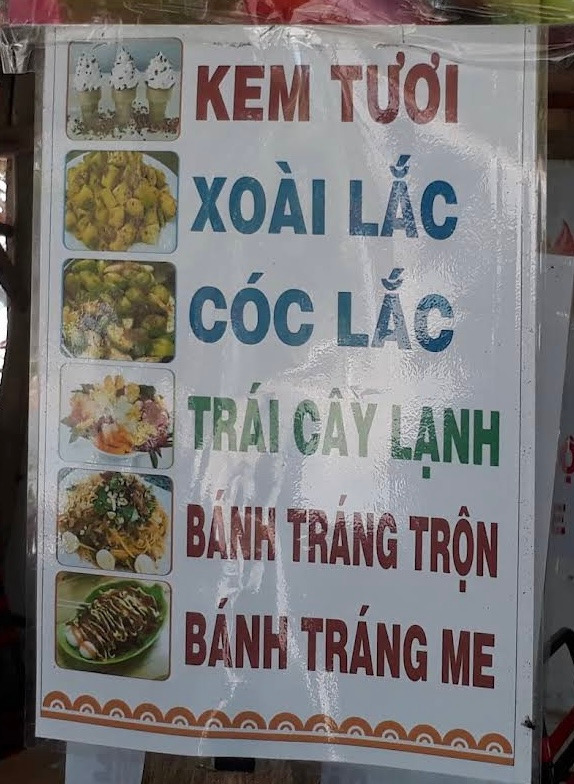 KEM TƯƠI
XOÀI LẮC
CÓC LẮC
TRÁI CÂY LẠNH
BÁNH TRÁNG TRỘN
BÁNH TRÁNG ME